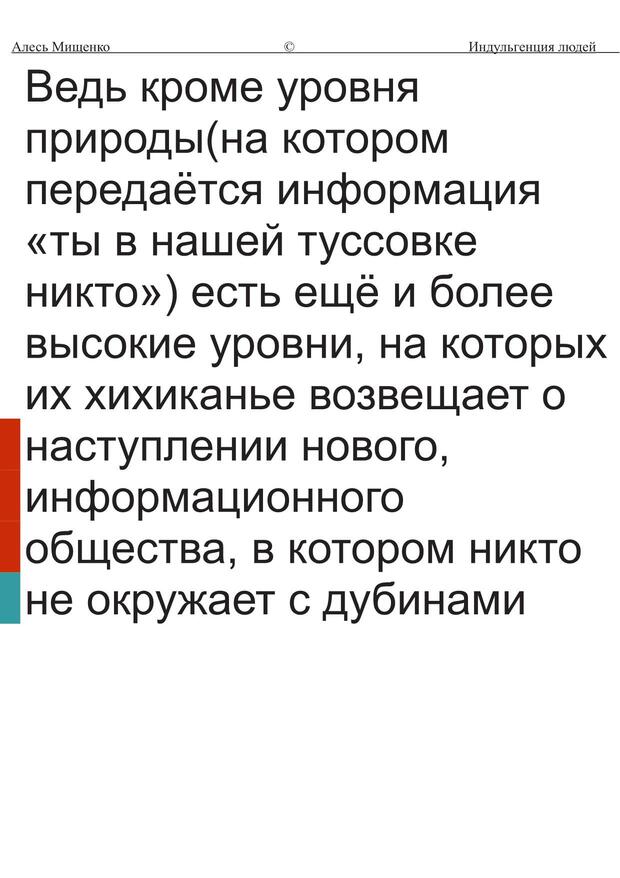 Алесь Мищенко © Индульгенция людей
Ведь кроме уровня
природы(на котором
передаётся информация
«ты в нашей туссовке
никто») есть ещё и более
высокие уровни, на которых
их хихиканье возвещает о
наступлении нового,
информационного
общества, в котором никто
не окружает с дубинами